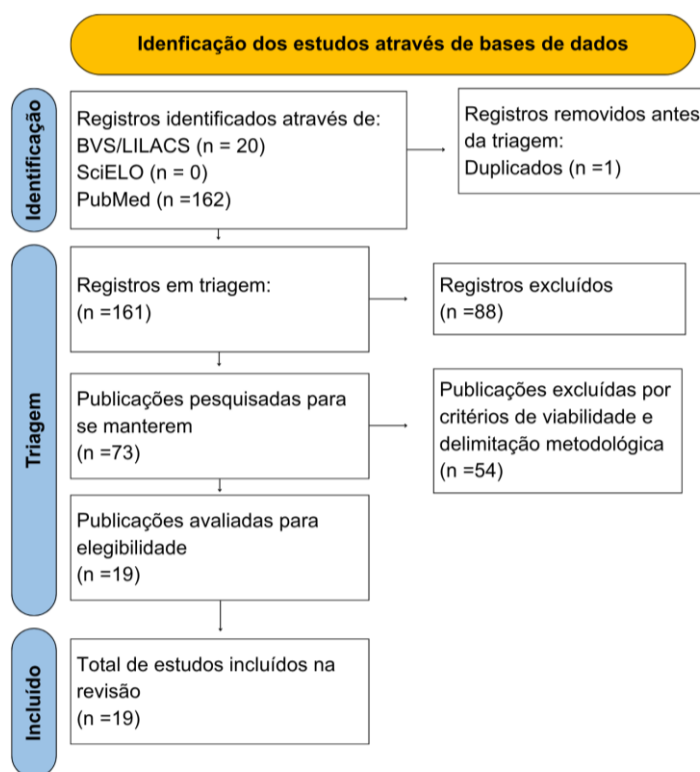 Idenficação dos estudos através de bases de dados
Identificação
Registros identificados através de:
BVS/LILACS (n = 20)
SciELO (n = 0)
PubMed (n =162)
Registros removidos antes
da triagem:
Duplicados (n =1)
Triagem
Registros em triagem:
(n =161)
Registros excluídos
(n =88)
Publicações pesquisadas para
se manterem
(n =73)
Publicações excluídas por
critérios de viabilidade e
delimitação metodológica
(n =54)
Publicações avaliadas para
elegibilidade
(n =19)
Incluído
Total de estudos incluídos na
revisão
(n =19)